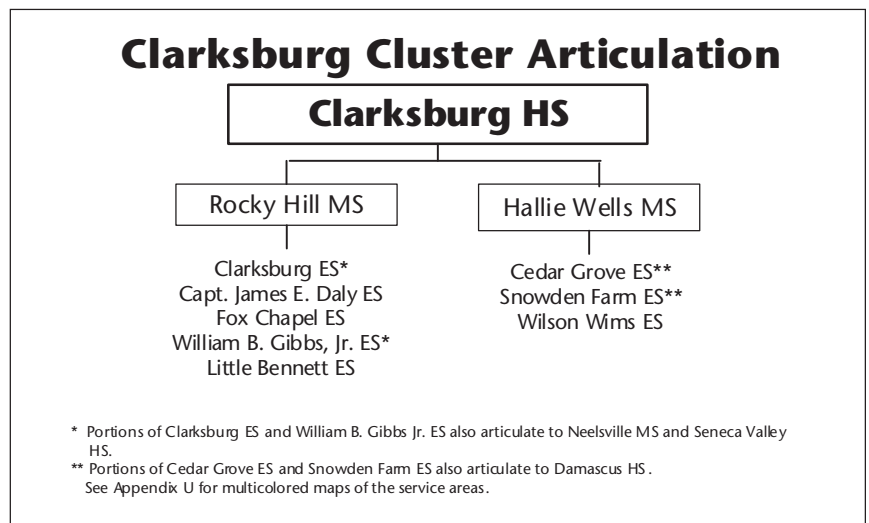 Clarksburg Cluster Articulation
Clarksburg HS
Rocky Hill MS
Clarksburg ES*
Capt. James E. Daly ES
Fox Chapel ES
William B. Gibbs, Jr. ES*
Little Bennett ES
Hallie Wells MS
Cedar Grove ES**
Snowden Farm ES**
Wilson Wims ES
* Portions of Clarksburg ES and William B. Gibbs Jr. ES also articulate to Neelsville MS and Seneca Valley
HS.
** Portions of Cedar Grove ES and Snowden Farm ES also articulate to Damascus HS.
See Appendix U for multicolored maps of the service areas.